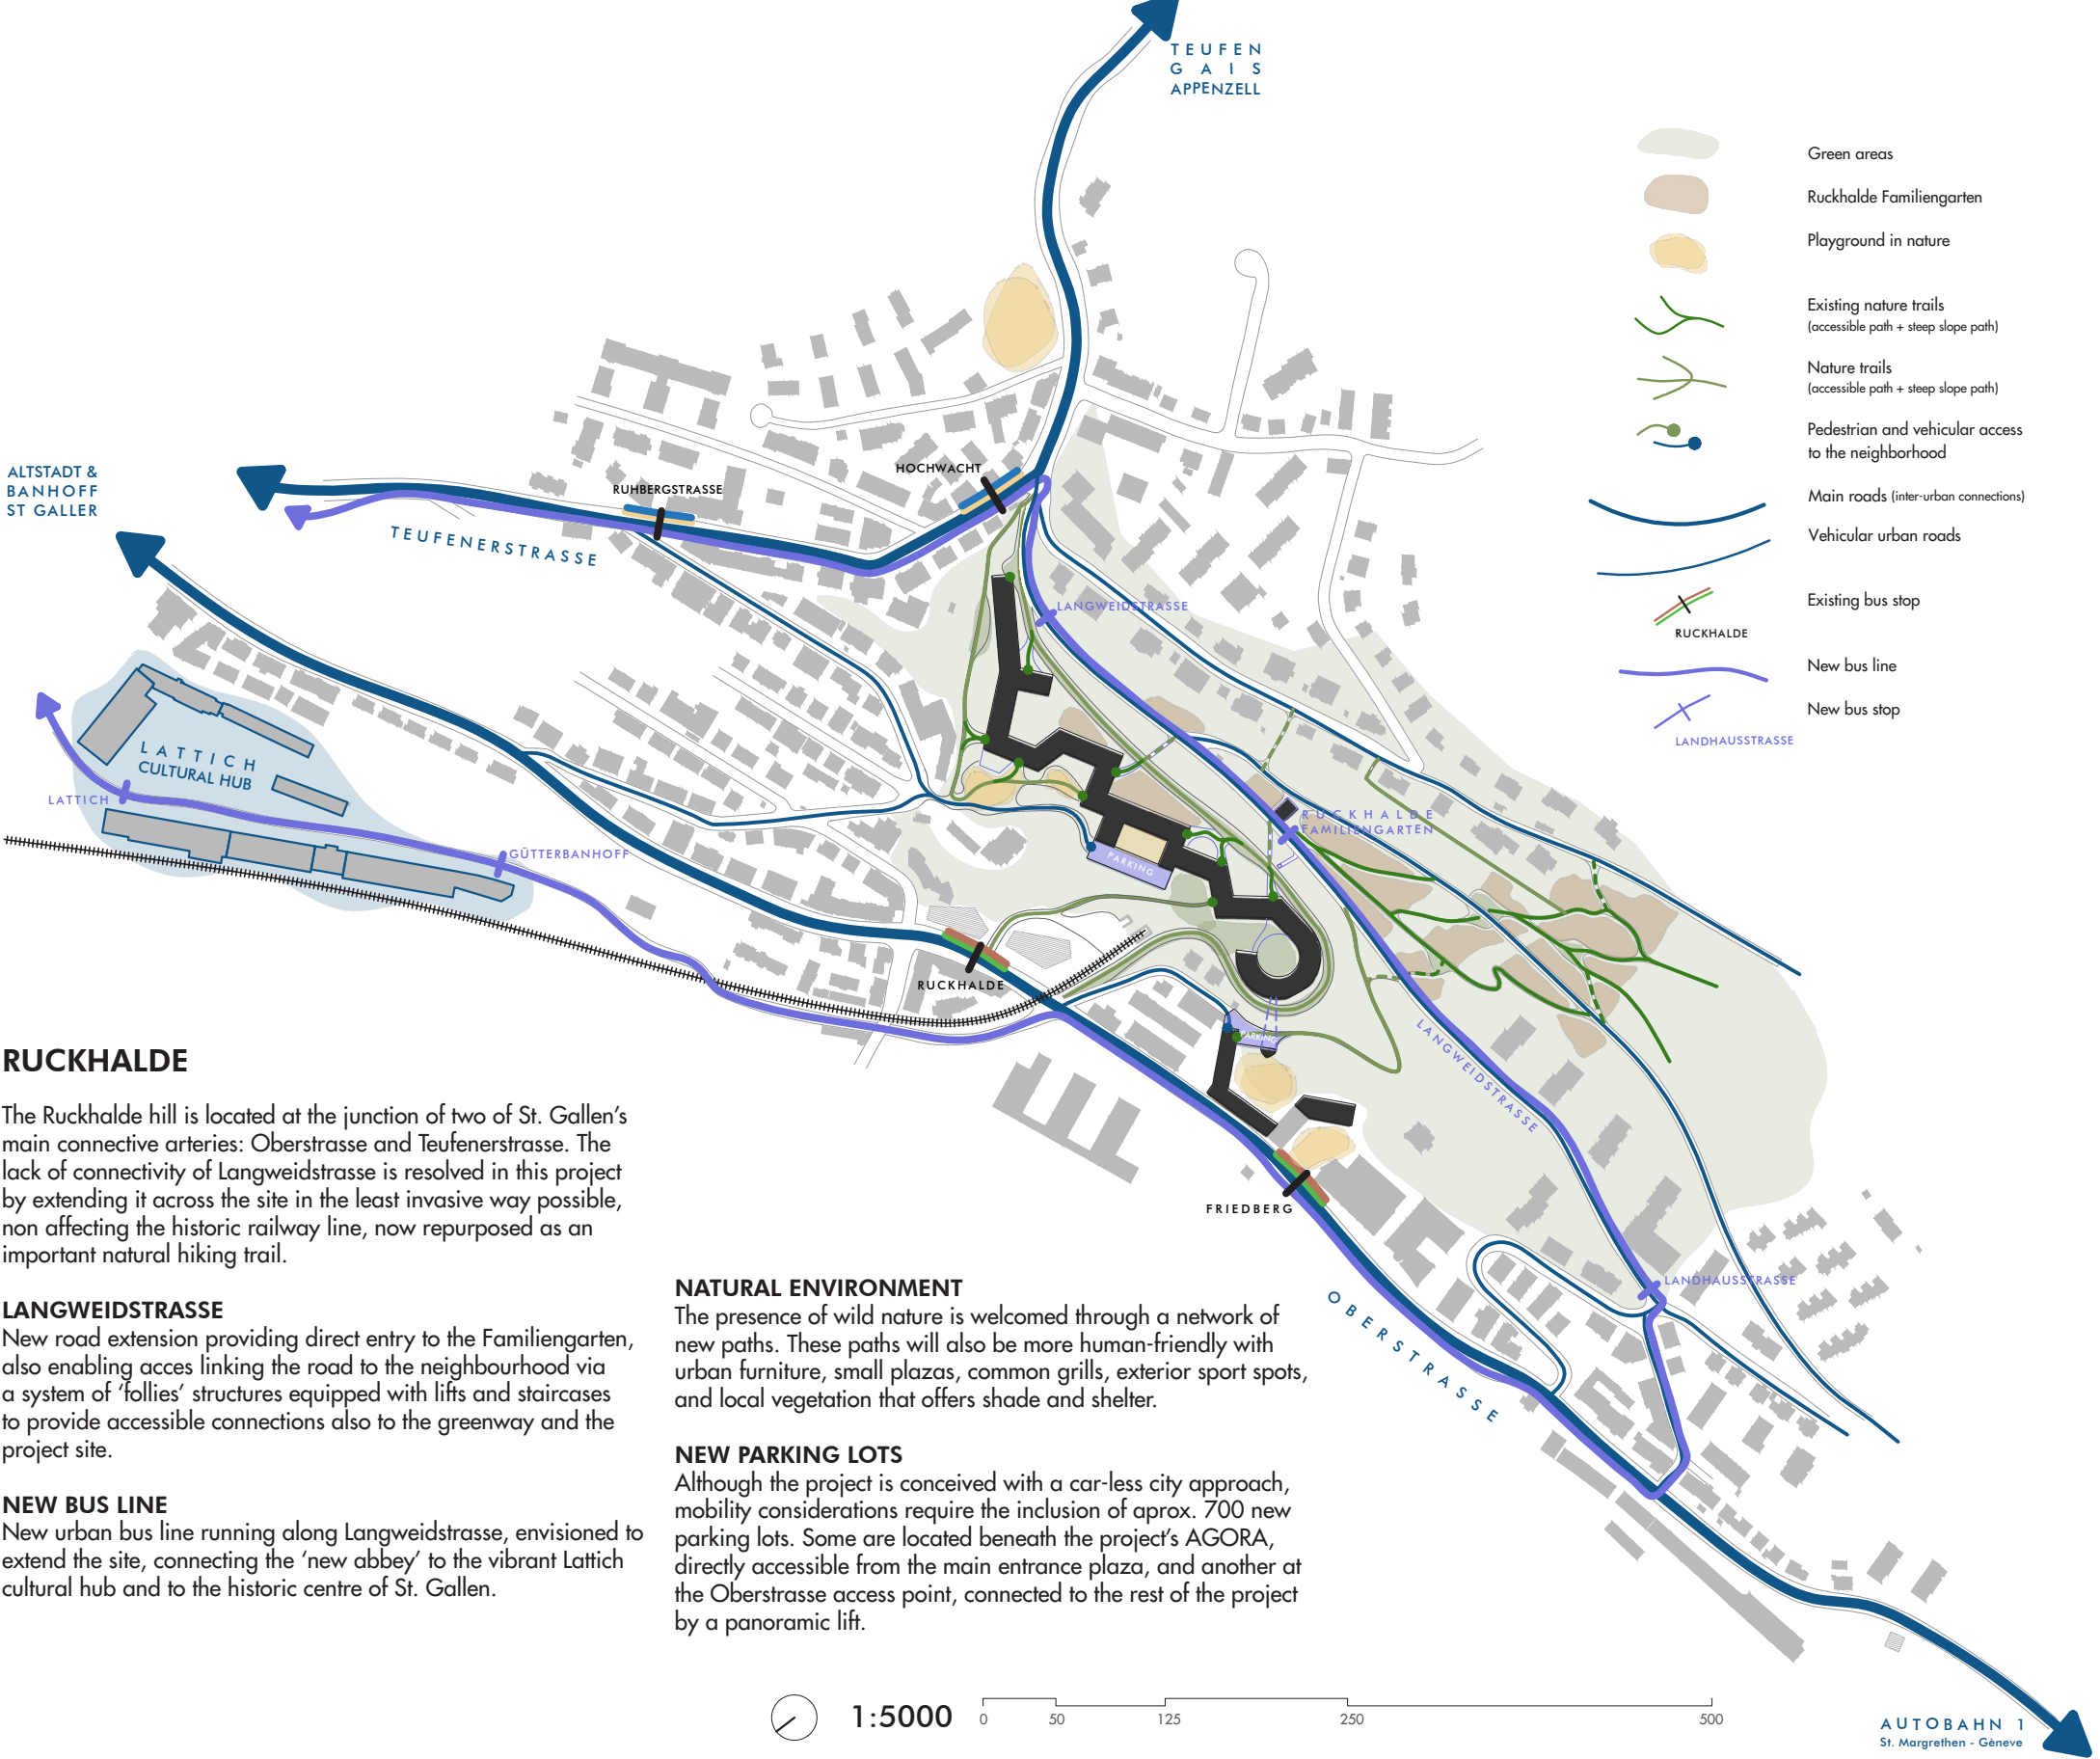 TEUFEN
GAIS
APPENZELL
Green areas
Ruckhalde Familiengarten
Playground in nature
Existing nature trails
(accessible path + steep slope path)
Nature trails
(accessible path + steep slope path)
Pedestrian and vehicular access
to the neighborhood
Main roads (inter-urban connections)
Vehicular urban roads
Existing bus stop
RUCKHALDE
New bus line
New bus stop
LANDHAUSSTRASSE
ALTSTADT &
BANHOFF
ST GALLER
HOCHWACHT
RUHBERGSTRASSE
TEUFENERSTRASSE
LANGWEIDSTRASSE
LATTICH
CULTURAL HUB
LATTICH
GÜTTERBANHOFF
RUCKHALDE
FAMILIENGARTEN
PARKING
RUCKHALDE
PARKING
LANGWEIDSTRASSE
FRIEDBERG
LANDHAUSSTRASSE
OBERSTRASSE
RUCKHALDE
The Ruckhalde hill is located at the junction of two of St. Gallen’s
main connective arteries: Oberstrasse and Teufenerstrasse. The
lack of connectivity of Langweidstrasse is resolved in this project
by extending it across the site in the least invasive way possible,
non affecting the historic railway line, now repurposed as an
important natural hiking trail.
LANGWEIDSTRASSE
New road extension providing direct entry to the Familiengarten,
also enabling acces linking the road to the neighbourhood via
a system of ‘follies’ structures equipped with lifts and staircases
to provide accessible connections also to the greenway and the
project site.
NEW BUS LINE
New urban bus line running along Langweidstrasse, envisioned to
extend the site, connecting the ‘new abbey’ to the vibrant Lattich
cultural hub and to the historic centre of St. Gallen.
NATURAL ENVIRONMENT
The presence of wild nature is welcomed through a network of
new paths. These paths will also be more human-friendly with
urban furniture, small plazas, common grills, exterior sport spots,
and local vegetation that offers shade and shelter.
NEW PARKING LOTS
Although the project is conceived with a car-less city approach,
mobility considerations require the inclusion of aprox. 700 new
parking lots. Some are located beneath the project’s AGORA,
directly accessible from the main entrance plaza, and another at
the Oberstrasse access point, connected to the rest of the project
by a panoramic lift.
1:5000
0 50 125 250 500
AUTOBAHN 1
St. Margrethen - Gèneve